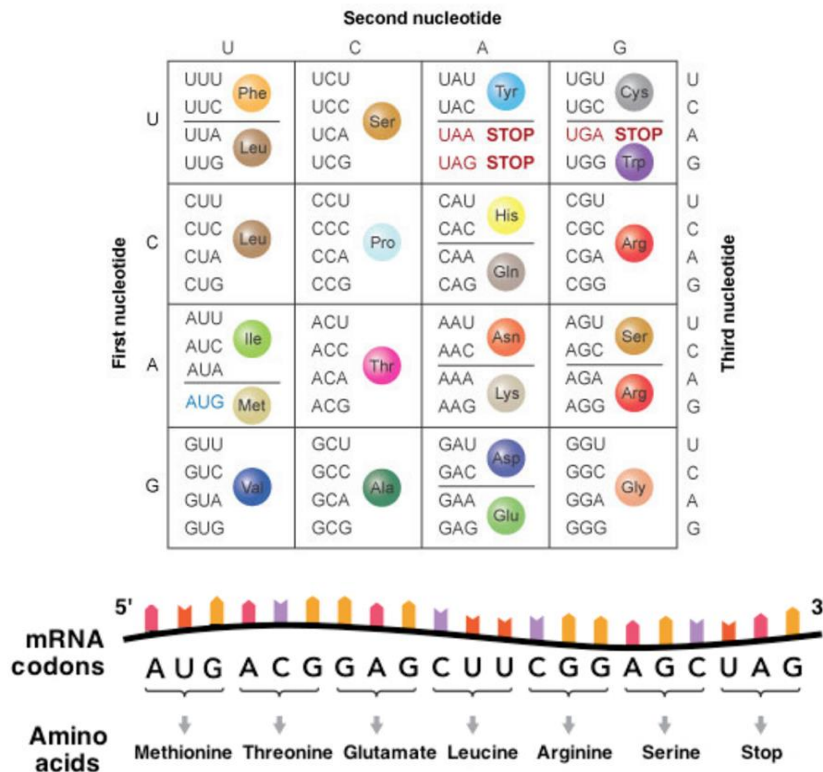 Second nucleotide
U C A G
First nucleotide
Third nucleotide
U
UUU
UUC
Phe
UUA
UUG
Leu
UCU
UCC
UCA
UCG
Ser
UAU
UAC
Tyr
UAA STOP
UAG STOP
UGU
UGC
Cys
UGA STOP
UGG Trp
U
C
A
G
C
CUU
CUC
CUA
CUG
Leu
CCU
CCC
CCA
CCG
Pro
CAU
CAC
His
CAA
CAG
Gln
CGU
CGC
CGA
CGG
Arg
U
C
A
G
A
AUU
AUC
AUA
Ile
AUG Met
ACU
ACC
ACA
ACG
Thr
AAU
AAC
Asn
AAA
AAG
Lys
AGU
AGC
Ser
AGA
AGG
Arg
U
C
A
G
G
GUU
GUC
GUA
GUG
Val
GCU
GCC
GCA
GCG
Ala
GAU
GAC
Asp
GAA
GAG
Glu
GGU
GGC
GGA
GGG
Gly
U
C
A
G
5' 3
mRNA
codons
A U G A C G G A G C U U C G G A G C U A G
Amino
acids
Methionine Threonine Glutamate Leucine Arginine Serine Stop